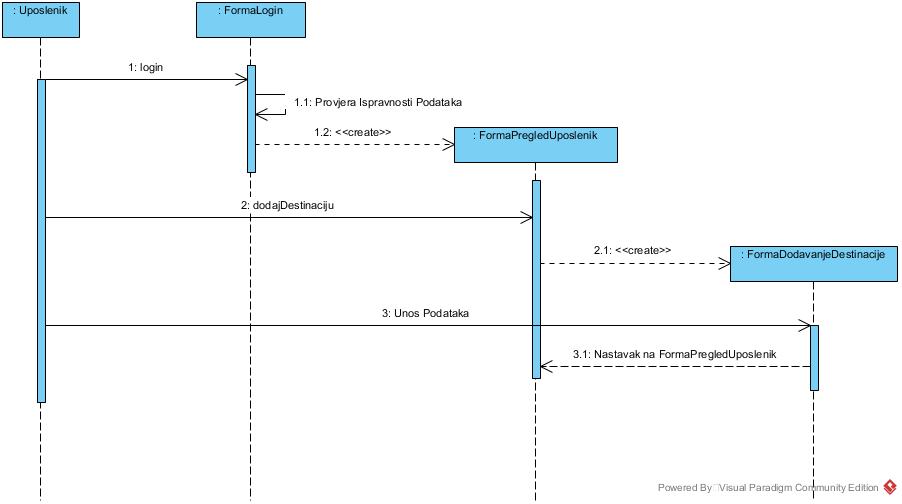 : Uposlenik
: FormaLogin
1: login
1.1: Provjera Ispravnosti Podataka
1.2: <<create>>
: FormaPregledUposlenik
2: dodajDestinaciju
2.1: <<create>>
: FormaDodavanjeDestinacije
3: Unos Podataka
3.1: Nastavak na FormaPregledUposlenik
Powered By Visual Paradigm Community Edition